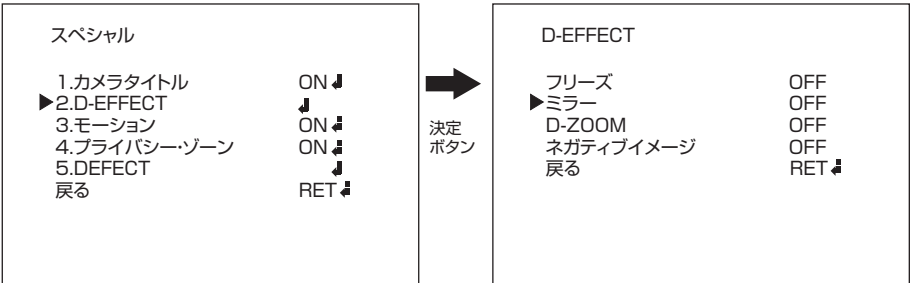 スペシャル
1.カメラタイトル ON↲
▶2.D-EFFECT ↲
3.モーション ON↲
4.プライバシー・ゾーン ON↲
5.DEFECT ↲
戻る RET↲
決定
ボタン
D-EFFECT
フリーズ OFF
▶ミラー OFF
D-ZOOM OFF
ネガティブイメージ OFF
戻る RET↲